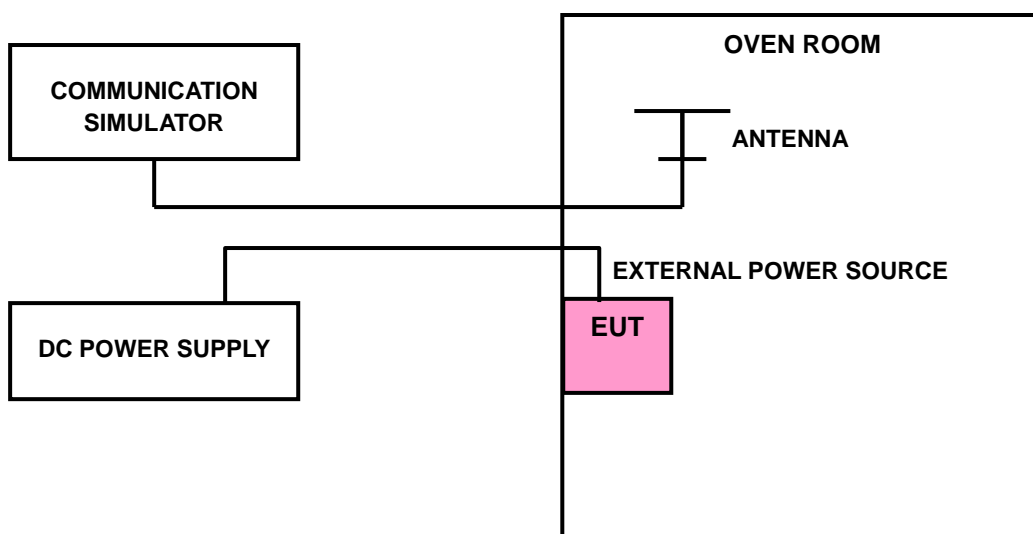 OVEN ROOM
COMMUNICATION
SIMULATOR
ANTENNA
EXTERNAL POWER SOURCE
EUT
DC POWER SUPPLY